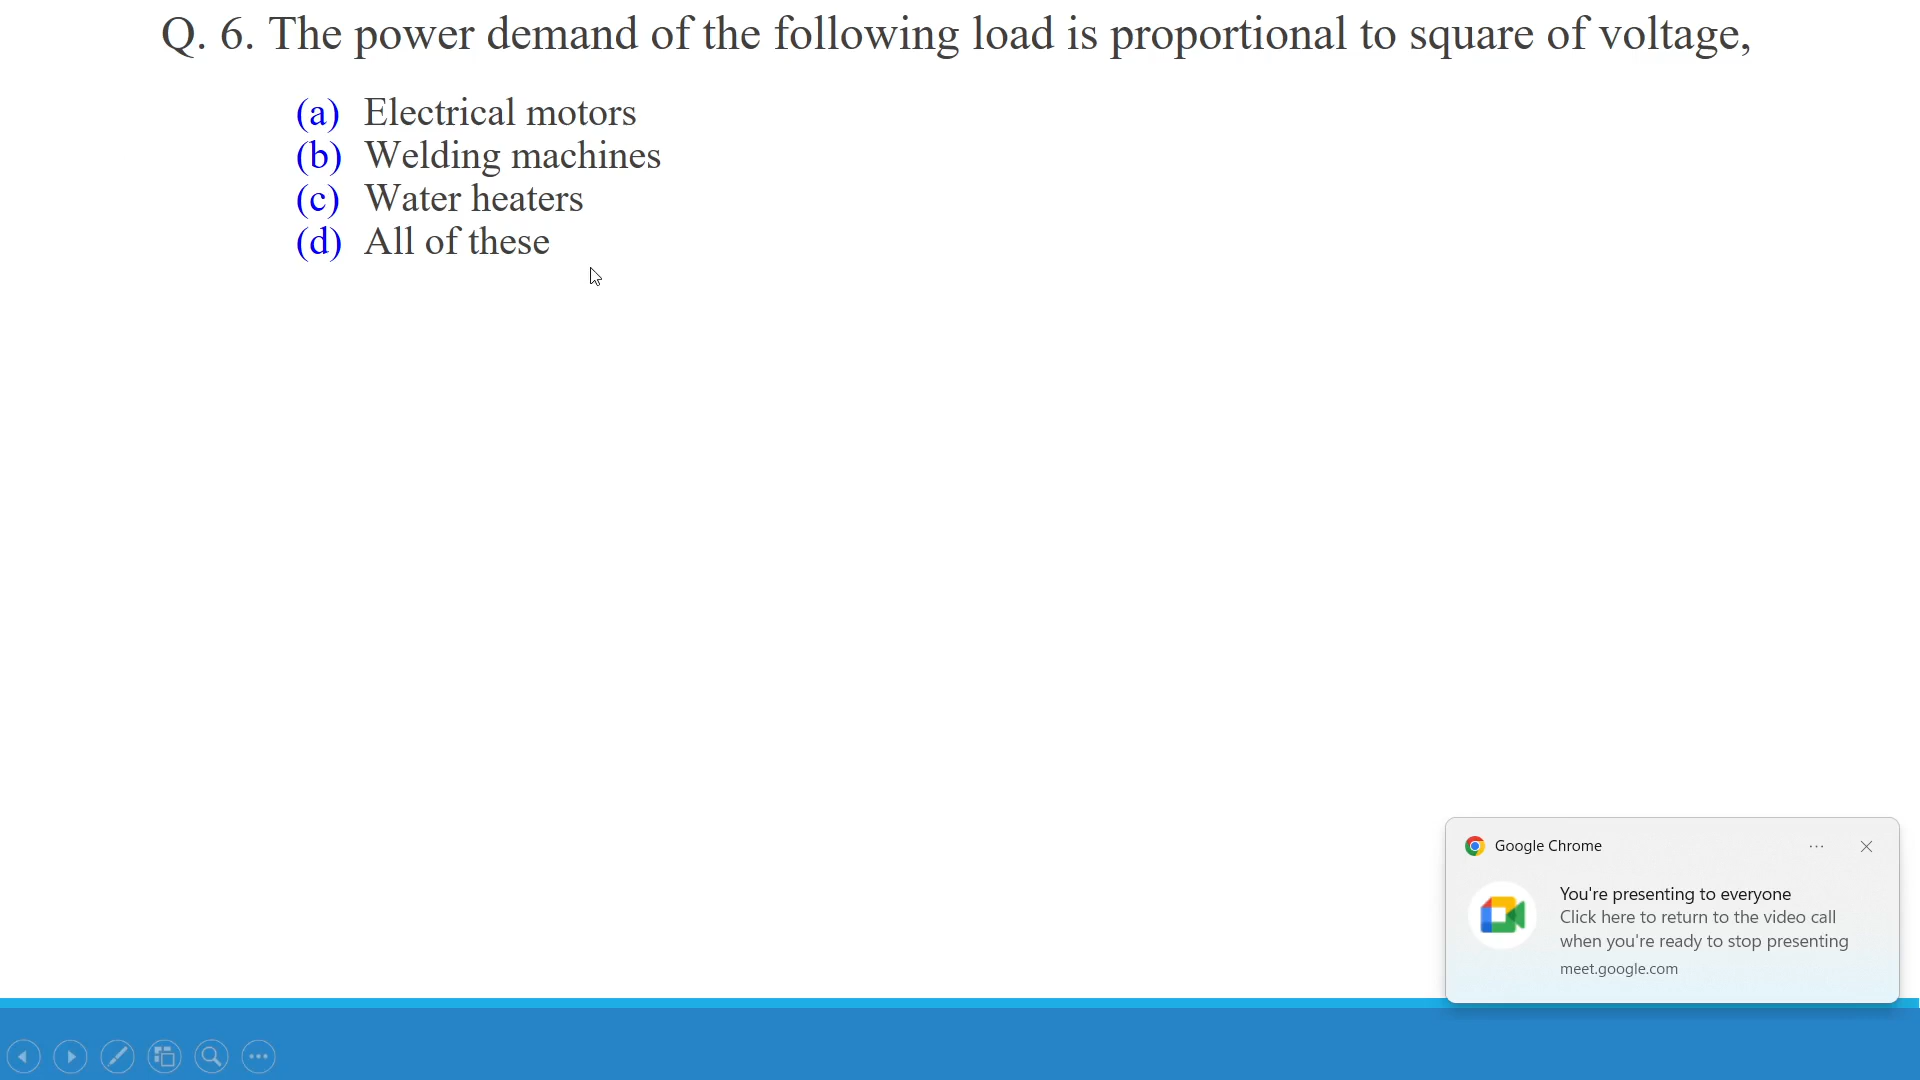 Q. 6. The power demand of the following load is proportional to square of voltage,
(a) Electrical motors
(b) Welding machines
(c) Water heaters
(d) All of these
Google Chrome
You're presenting to everyone
Click here to return to the video call
when you're ready to stop presenting
meet.google.com